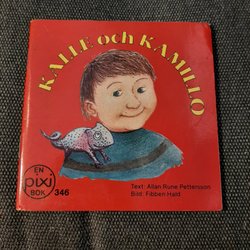 KALLE och KAMILLO
Text: Allan Rune Pettersson
Bild: Fibben Hald
EN
pixi
BOK
346